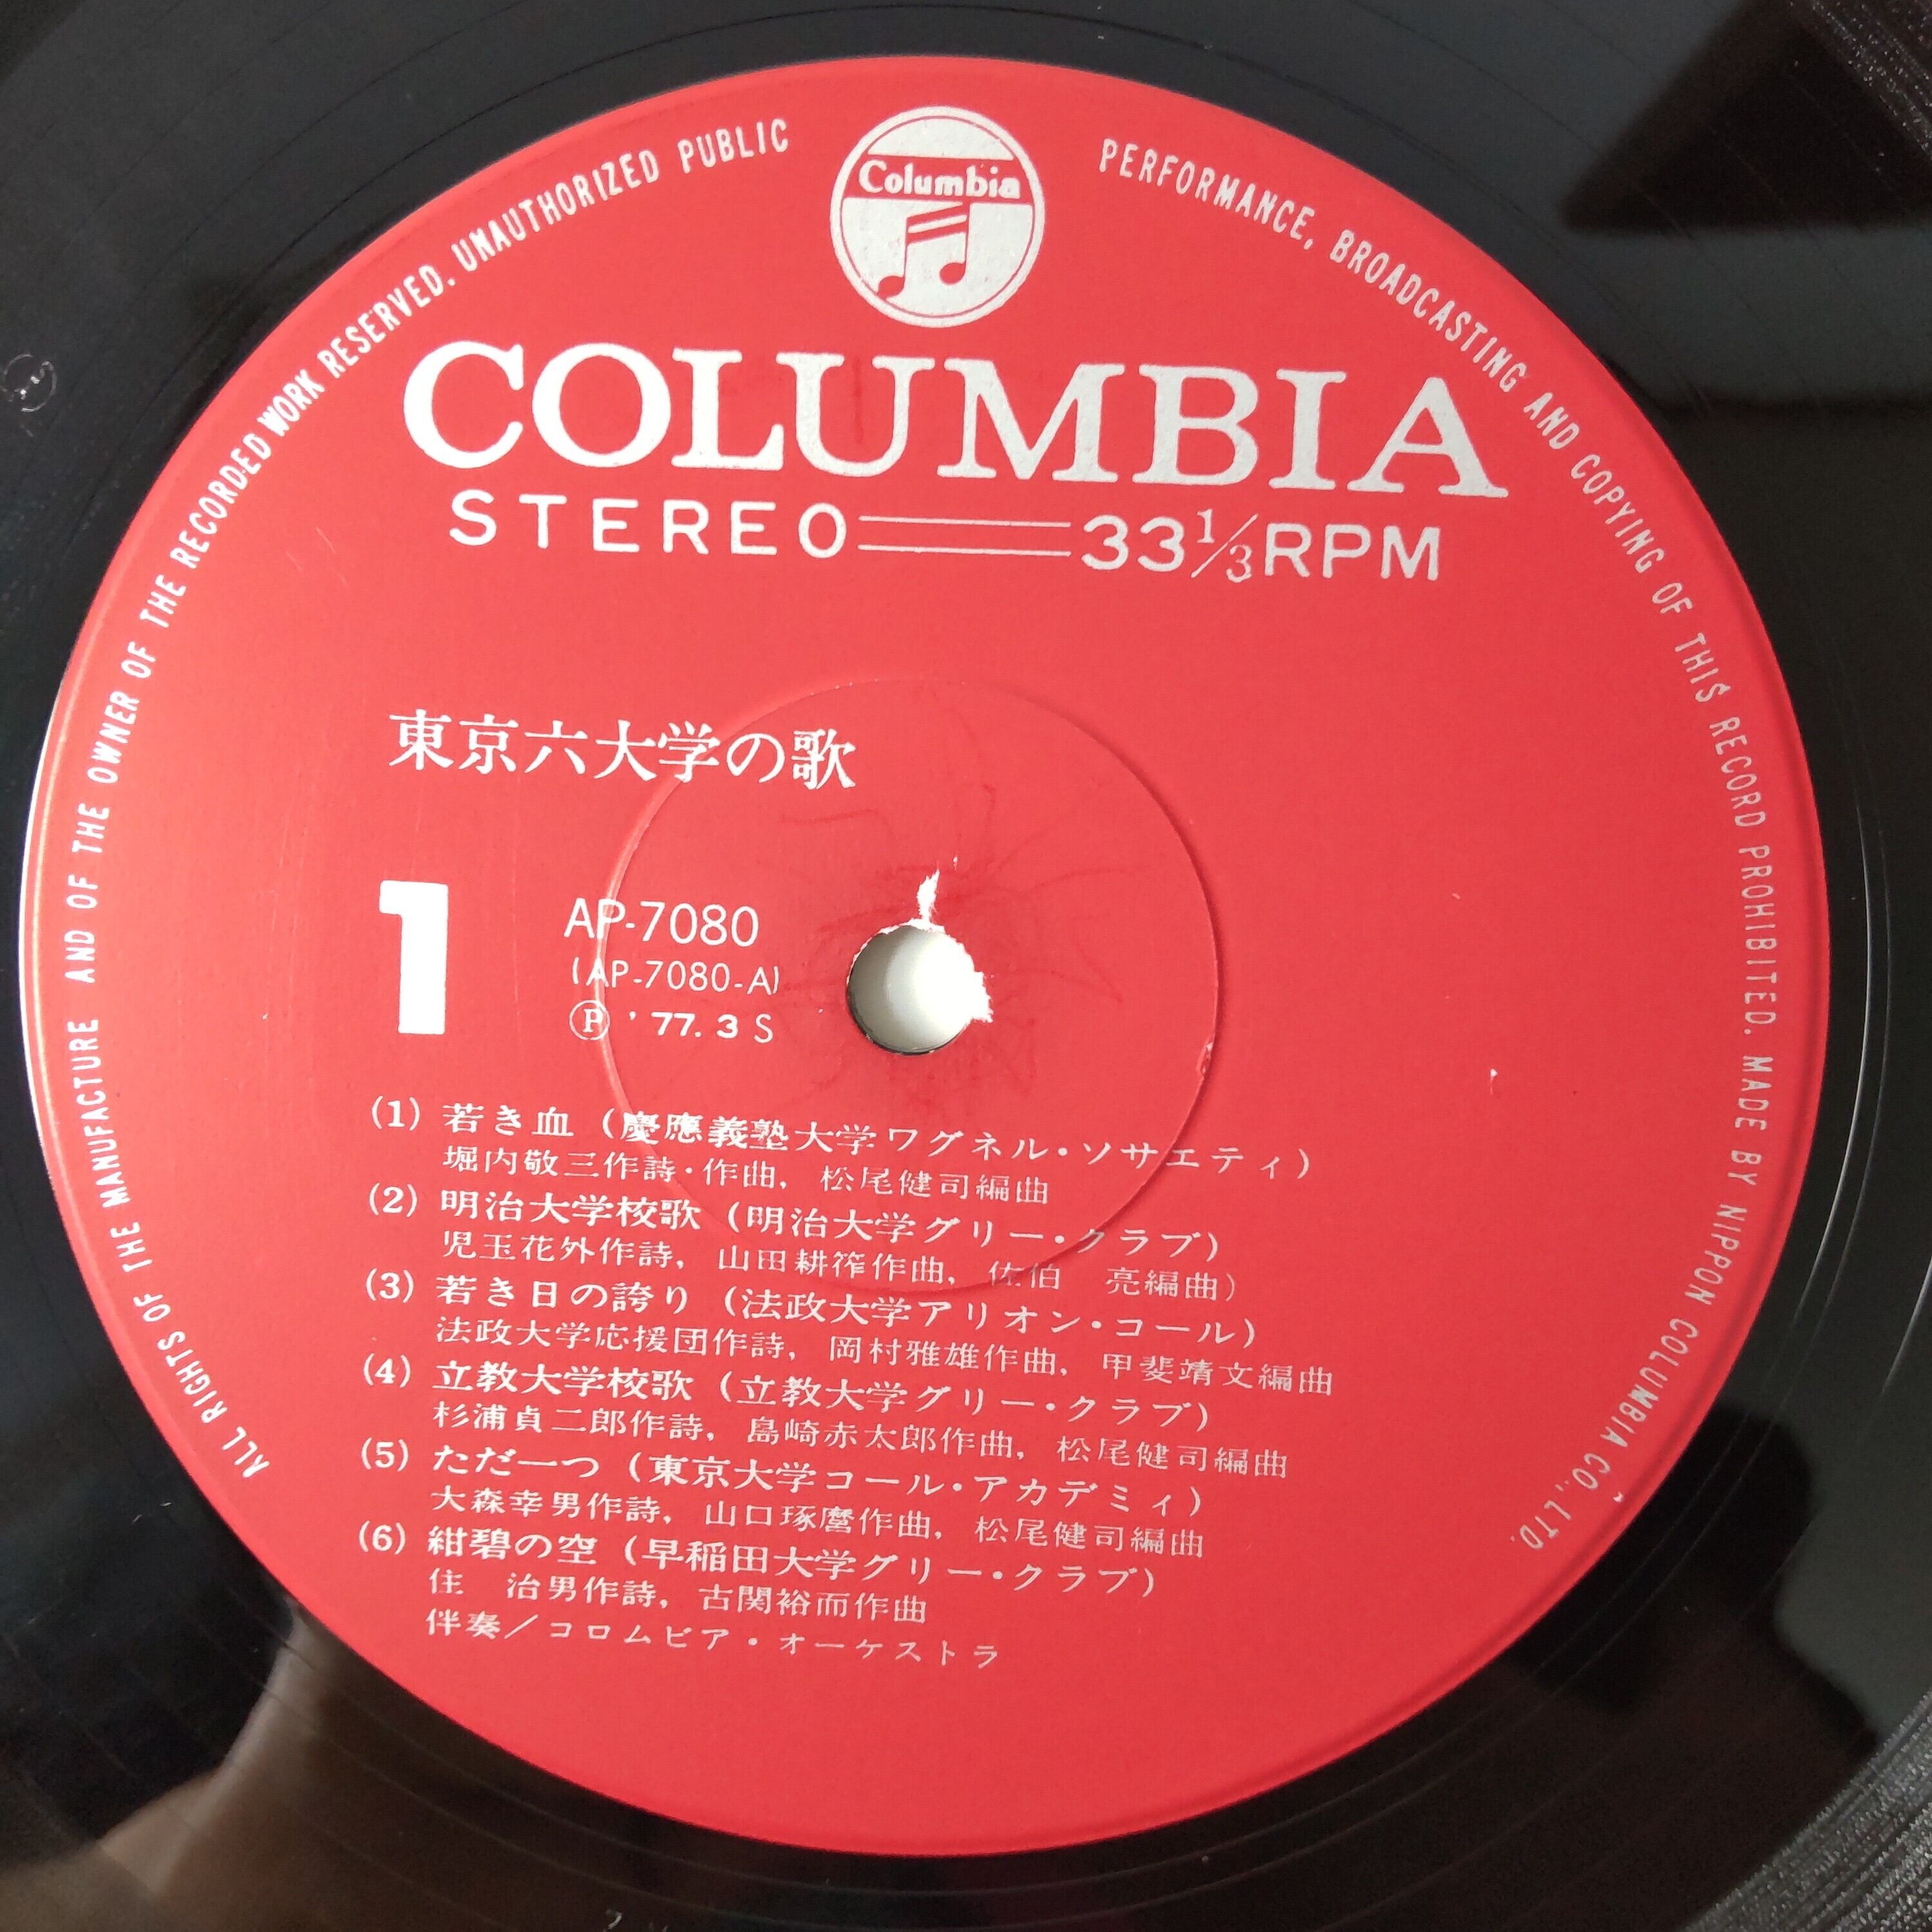 Columbia
COLUMBIA
STEREO 33 1/3 RPM
東京六大学の歌
1
AP-7080
(AP-7080-A)
Ⓟ '77. 3 S
(1) 若き血 (慶應義塾大学ワグネル・ソサエティ)
堀内敬三作詩・作曲, 松尾健司編曲
(2) 明治大学校歌 (明治大学グリー・クラブ)
児玉花外作詩, 山田耕筰作曲, 佐伯 亮編曲)
(3) 若き日の誇り (法政大学アリオン・コール)
法政大学応援団作詩, 岡村雅雄作曲, 甲斐靖文編曲
(4) 立教大学校歌 (立教大学グリー・クラブ)
杉浦貞二郎作詩, 島崎赤太郎作曲, 松尾健司編曲
(5) ただ一つ (東京大学コール・アカデミィ)
大森幸男作詩, 山口琢麿作曲, 松尾健司編曲
(6) 紺碧の空 (早稲田大学グリー・クラブ)
住 治男作詩, 古関裕而作曲
伴奏/コロムビア・オーケストラ
ALL RIGHTS OF THE MANUFACTURE AND OF THE OWNER OF THE RECORDED WORK RESERVED. UNAUTHORIZED PUBLIC PERFORMANCE, BROADCASTING AND COPYING OF THIS RECORD PROHIBITED. MADE BY NIPPON COLUMBIA CO., LTD.